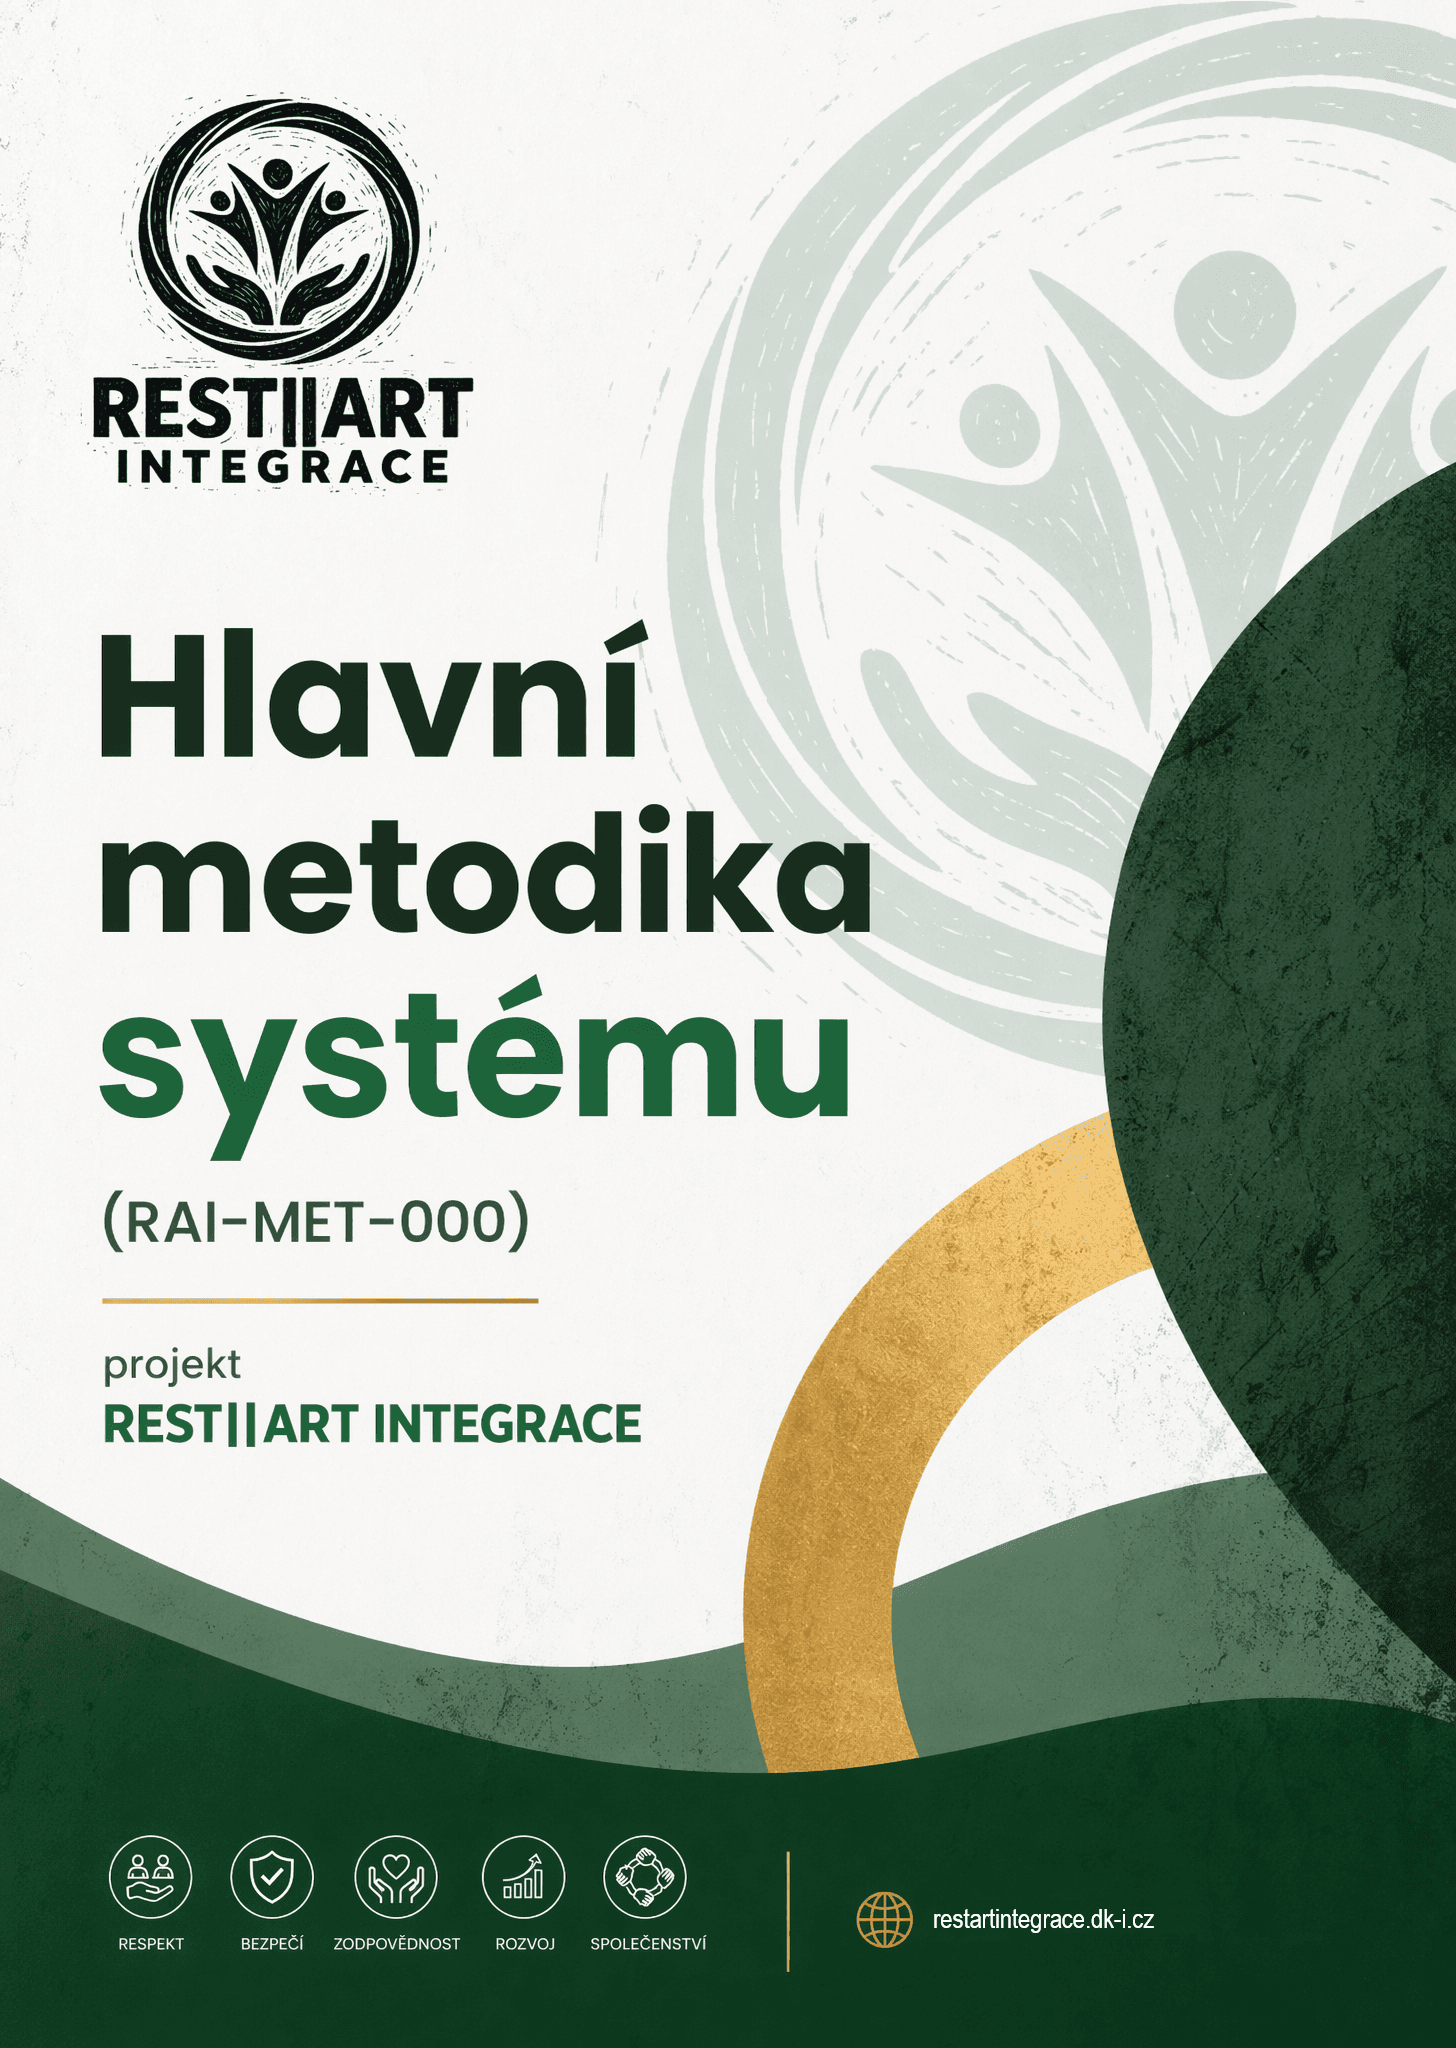 REST||ART
INTEGRACE
Hlavní
metodika
systému
(RAI-MET-000)
projekt
REST||ART INTEGRACE
RESPEKT
BEZPEČÍ
ZODPOVĚDNOST
ROZVOJ
SPOLEČENSTVÍ
restartintegrace.dk-i.cz